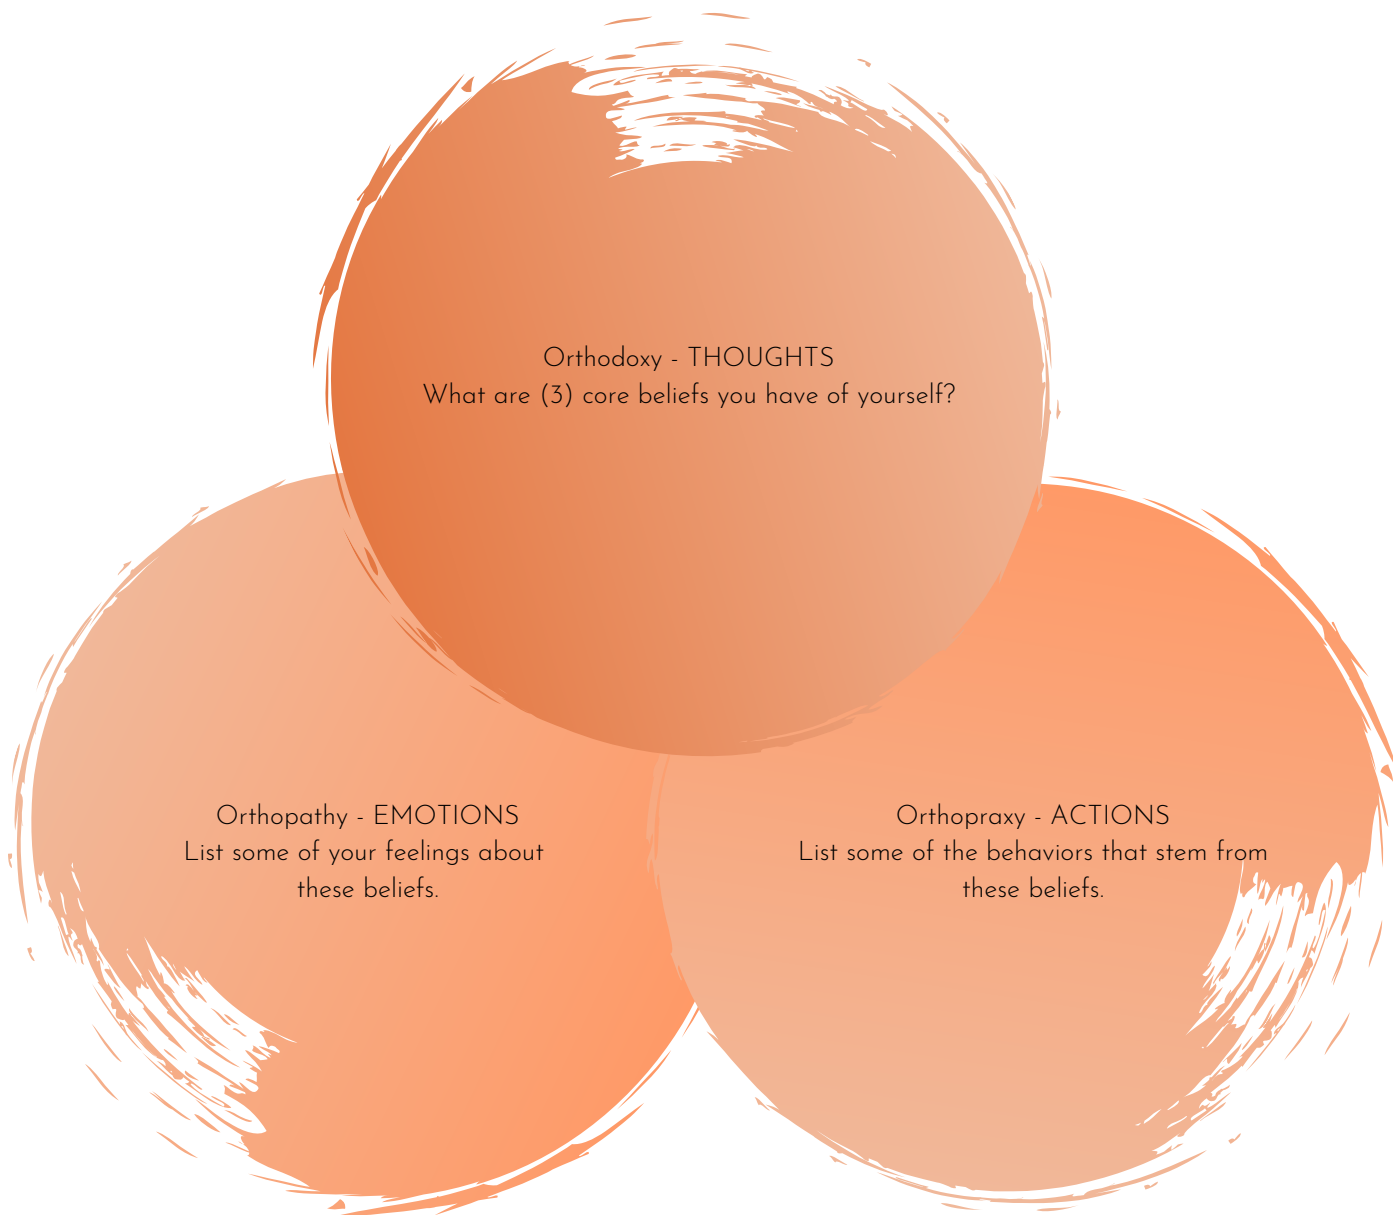 Orthodoxy - THOUGHTS
What are (3) core beliefs you have of yourself?
Orthopathy - EMOTIONS
List some of your feelings about
these beliefs.
Orthopraxy - ACTIONS
List some of the behaviors that stem from
these beliefs.